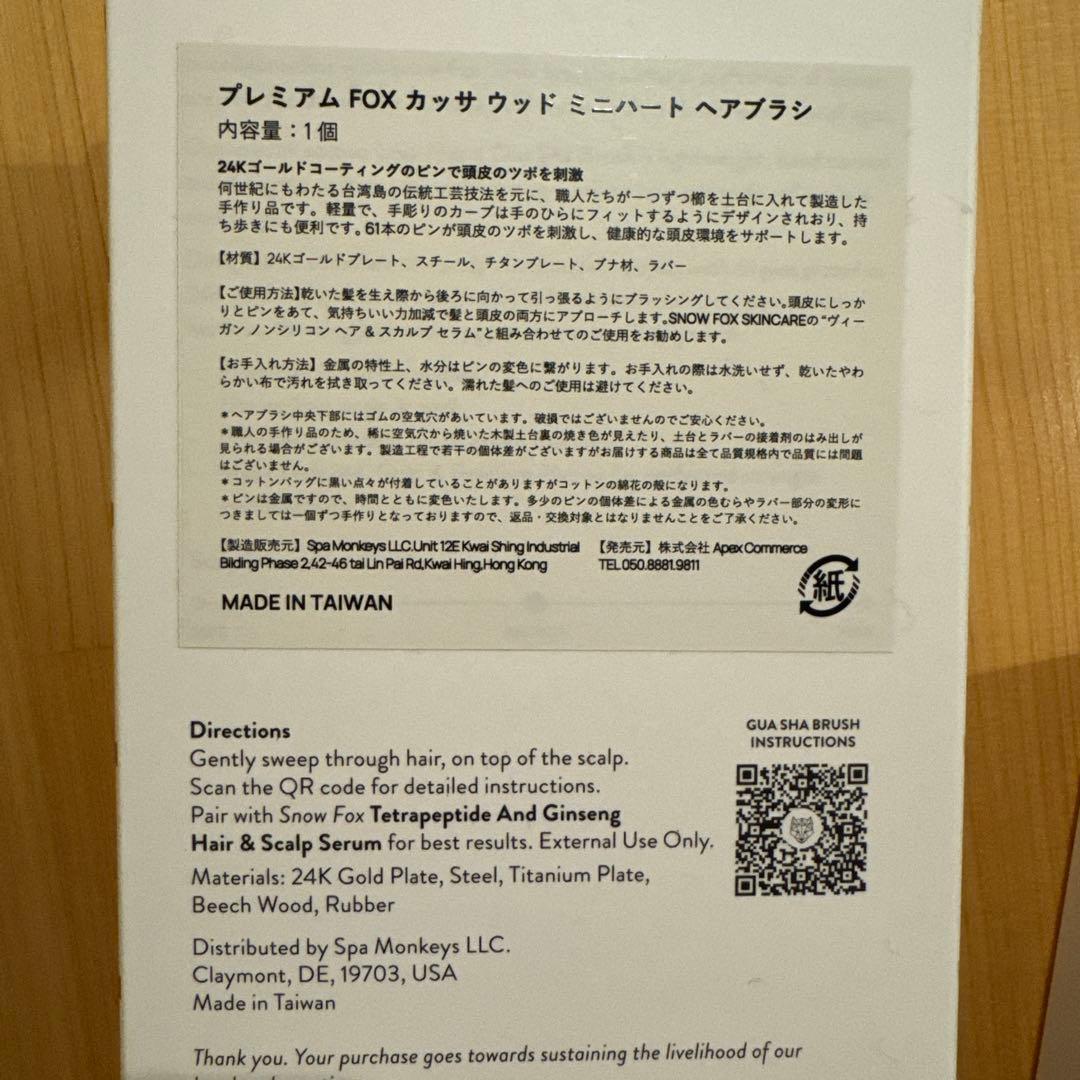 プレミアム FOX カッサ ウッド ミニハート ヘアブラシ
内容量：1個
24Kゴールドコーティングのピンで頭皮のツボを刺激
何世紀にもわたる台湾島の伝統工芸技法を元に、職人たちが一つずつ櫛を土台に入れて製造した
手作り品です。軽量で、手彫りのカーブは手のひらにフィットするようにデザインされおり、持
ち歩きにも便利です。61本のピンが頭皮のツボを刺激し、健康的な頭皮環境をサポートします。
【材質】24Kゴールドプレート、スチール、チタンプレート、ブナ材、ラバー
【ご使用方法】乾いた髪を生え際から後ろに向かって引っ張るようにブラッシングしてください。頭皮にしっか
りとピンをあて、気持ちいい力加減で髪と頭皮の両方にアプローチします。SNOW FOX SKINCAREの“ヴィー
ガン ノンシリコン ヘア & スカルプ セラム”と組み合わせてのご使用をお勧めします。
【お手入れ方法】金属の特性上、水分はピンの変色に繋がります。お手入れの際は水洗いせず、乾いたやわ
らかい布で汚れを拭き取ってください。濡れた髪へのご使用は避けてください。
＊ヘアブラシ中央下部にはゴムの空気穴があいています。破損ではございませんのでご安心ください。
＊職人の手作り品のため、稀に空気穴から焼いた木製土台裏の焼き色が見えたり、土台とラバーの接着剤のはみ出しが
見られる場合がございます。製造工程で若干の個体差がございますがお届けする商品は全て品質規格内で品質には問題
はございません。
＊コットンバッグに黒い点々が付着していることがありますがコットンの綿花の殻になります。
＊ピンは金属ですので、時間とともに変色いたします。多少のピンの個体差による金属の色むらやラバー部分の変形に
つきましては一個ずつ手作りとなっておりますので、返品・交換対象とはなりませんことをご了承ください。
【製造販売元】Spa Monkeys LLC.Unit 12E Kwai Shing Industrial
Bilding Phase 2,42-46 tai Lin Pai Rd,Kwai Hing,Hong Kong
【発売元】株式会社 Apex Commerce
TEL 050.8881.9811
紙
MADE IN TAIWAN
Directions
Gently sweep through hair, on top of the scalp.
Scan the QR code for detailed instructions.
Pair with Snow Fox Tetrapeptide And Ginseng
Hair & Scalp Serum for best results. External Use Only.
Materials: 24K Gold Plate, Steel, Titanium Plate,
Beech Wood, Rubber
GUA SHA BRUSH
INSTRUCTIONS
Distributed by Spa Monkeys LLC.
Claymont, DE, 19703, USA
Made in Taiwan
Thank you. Your purchase goes towards sustaining the livelihood of our